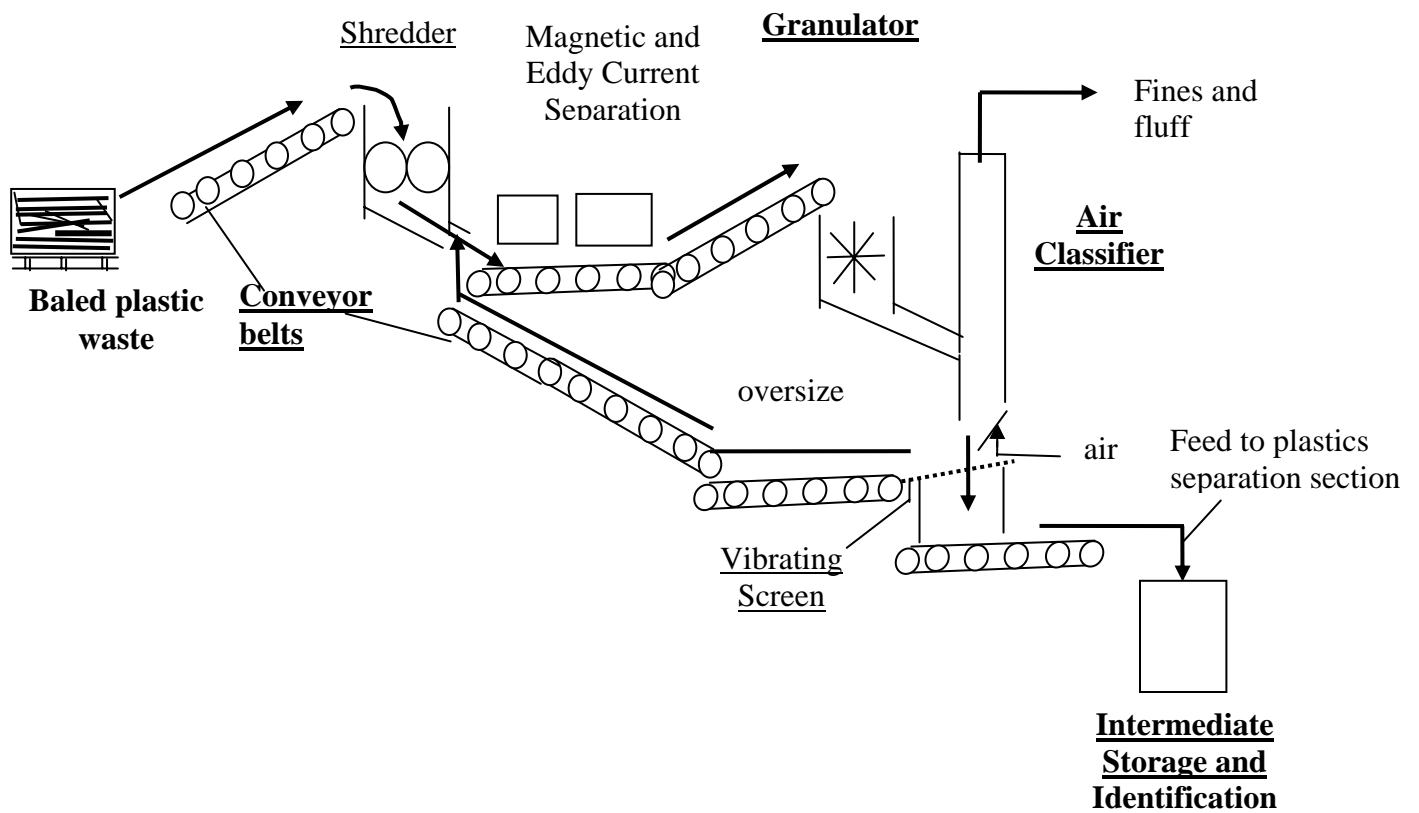 Shredder
Magnetic and
Eddy Current
Separation
Granulator
Fines and
fluff
Air
Classifier
Baled plastic
waste
Conveyor
belts
oversize
air
Feed to plastics
separation section
Vibrating
Screen
Intermediate
Storage and
Identification